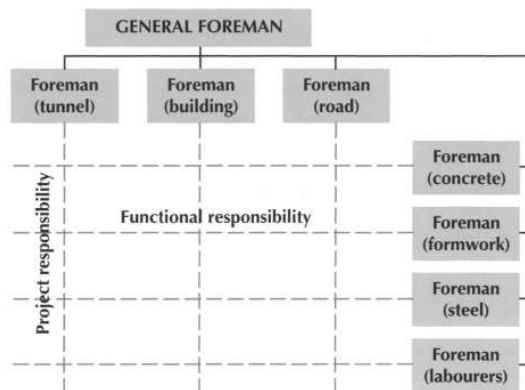 GENERAL FOREMAN
Foreman
(tunnel)
Foreman
(building)
Foreman
(road)
Foreman
(concrete)
Functional responsibility
Foreman
(formwork)
Project responsibility
Foreman
(steel)
Foreman
(labourers)